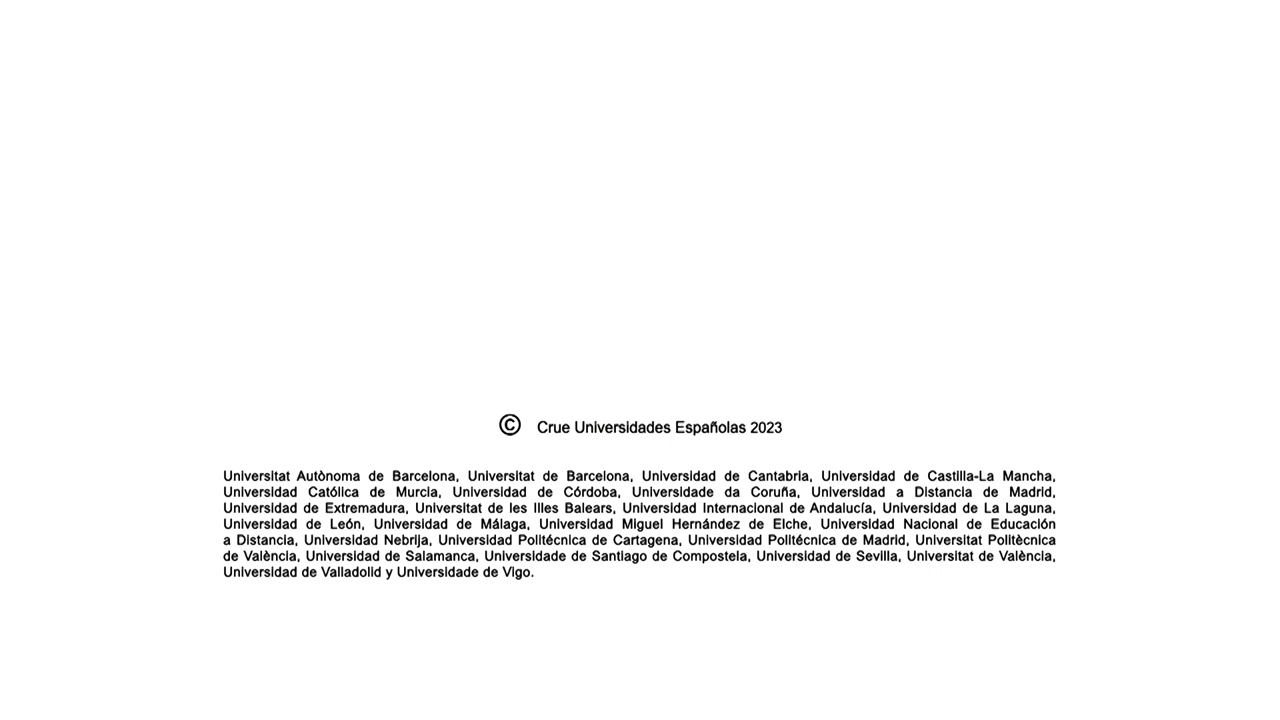 © Crue Universidades Españolas 2023
Universitat Autònoma de Barcelona, Universitat de Barcelona, Universidad de Cantabria, Universidad de Castilla-La Mancha,
Universidad Católica de Murcia, Universidad de Córdoba, Universidade da Coruña, Universidad a Distancia de Madrid,
Universidad de Extremadura, Universitat de les Illes Balears, Universidad Internacional de Andalucía, Universidad de La Laguna,
Universidad de León, Universidad de Málaga, Universidad Miguel Hernández de Elche, Universidad Nacional de Educación
a Distancia, Universidad Nebrija, Universidad Politécnica de Cartagena, Universidad Politécnica de Madrid, Universitat Politècnica
de València, Universidad de Salamanca, Universidade de Santiago de Compostela, Universidad de Sevilla, Universitat de València,
Universidad de Valladolid y Universidade de Vigo.